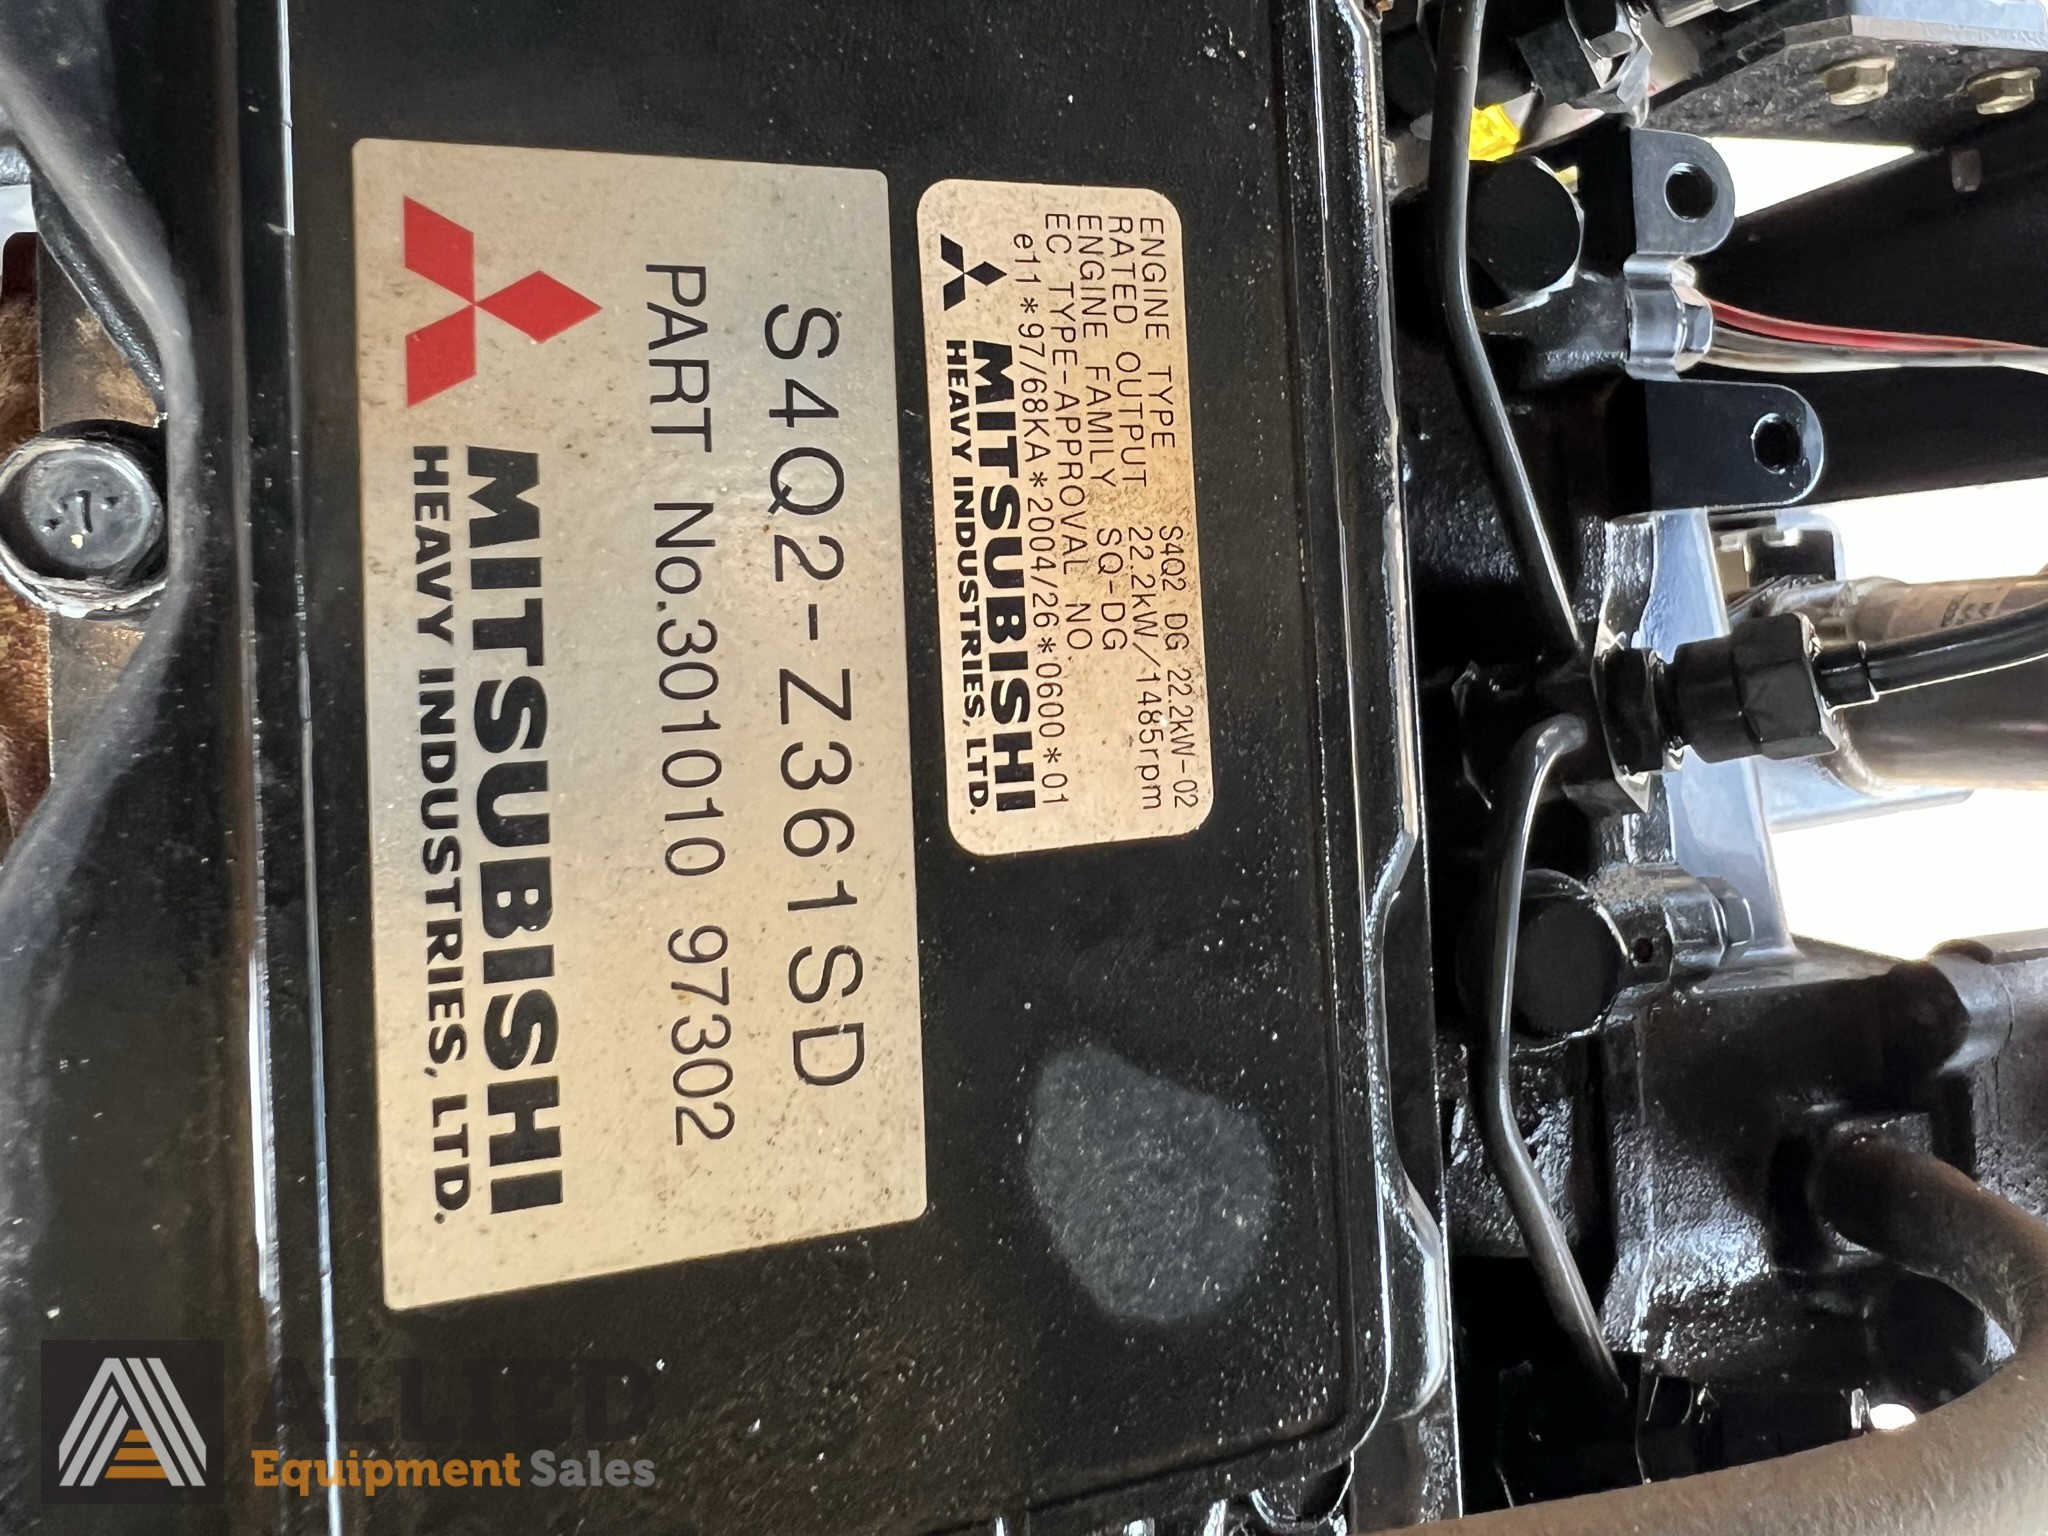 ENGINE TYPE S4Q2 DG 22.2kW-02
RATED OUTPUT 22.2kW/1485rpm
ENGINE FAMILY SQ-DG
EC TYPE-APPROVAL NO
e11*97/68KA*2004/26*0600*01
MITSUBISHI
HEAVY INDUSTRIES, LTD.
S4Q2-Z361SD
PART No.3010010 97302
MITSUBISHI
HEAVY INDUSTRIES, LTD.
7
ALLIED
Equipment Sales